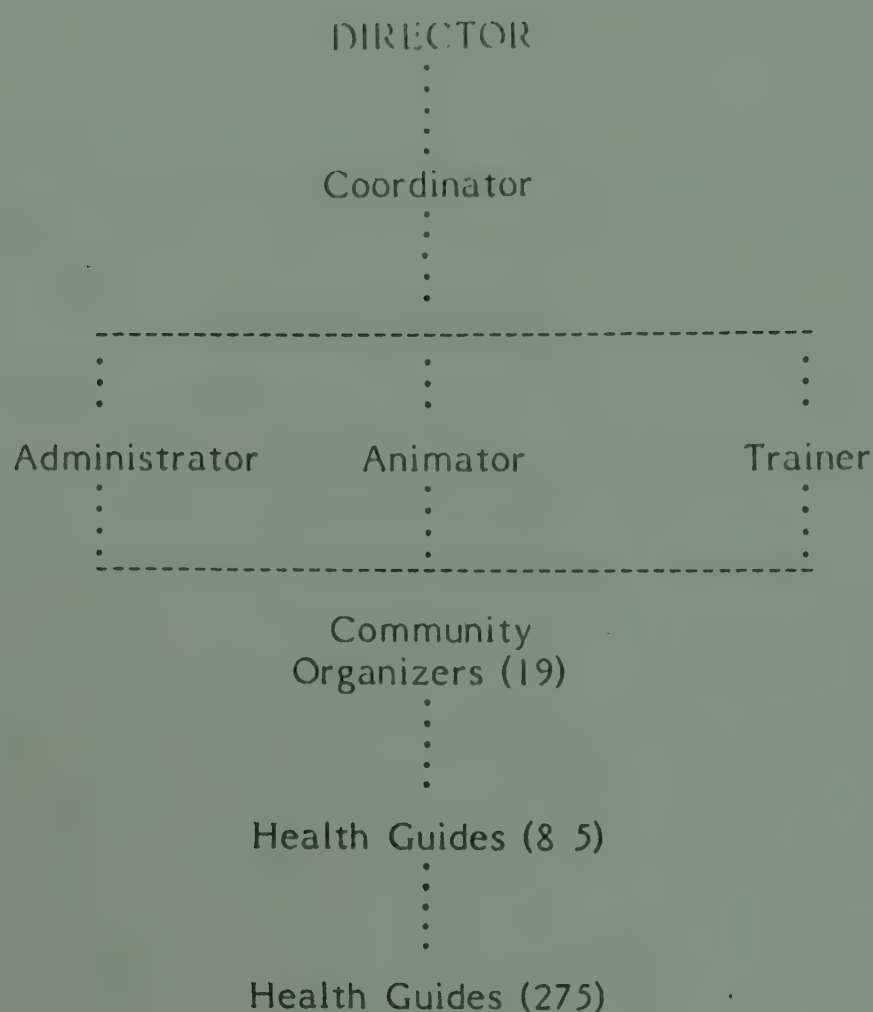 DIRECTOR
Coordinator
Administrator Animator Trainer
Community
Organizers (19)
Health Guides (8 5)
Health Guides (275)